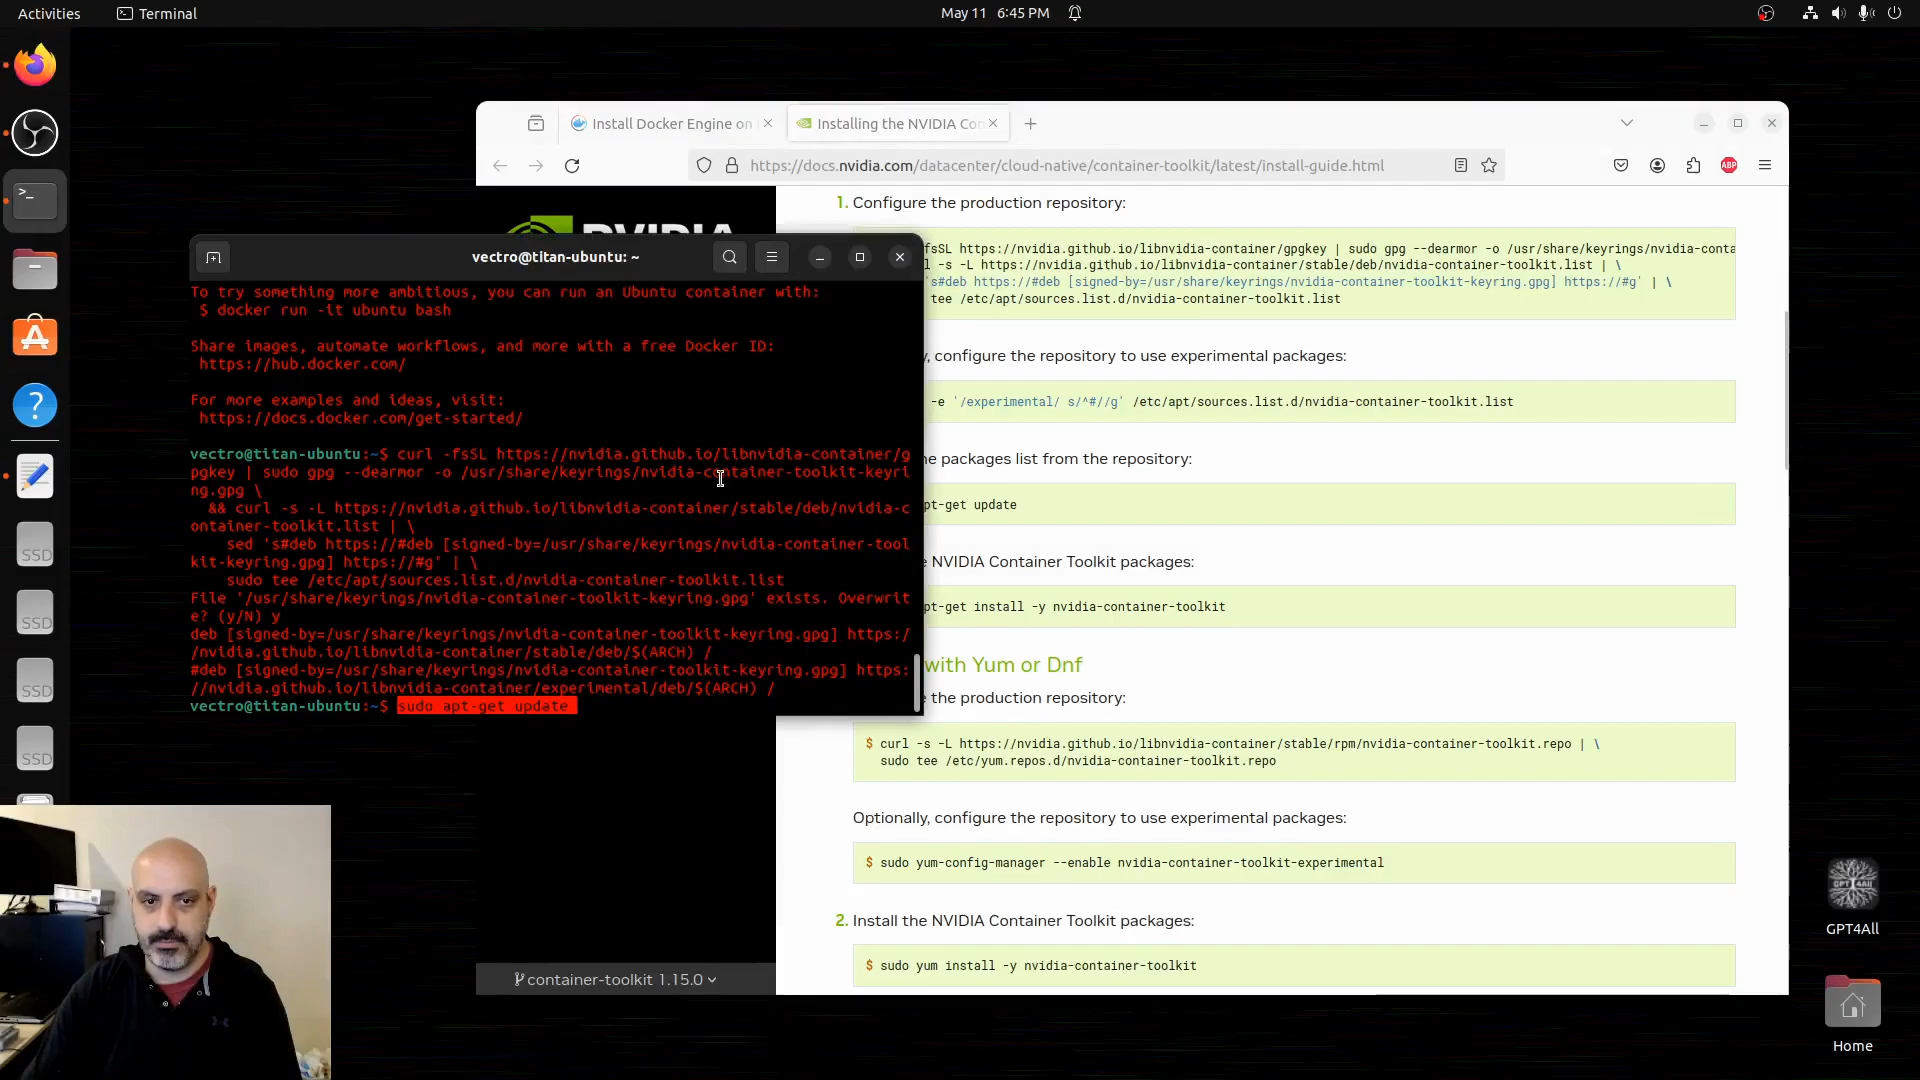 Activities
Terminal
May 11 6:45 PM
Install Docker Engine on
Installing the NVIDIA Con
https://docs.nvidia.com/datacenter/cloud-native/container-toolkit/latest/install-guide.html
ABP
NVIDIA
vectro@titan-ubuntu: ~
To try something more ambitious, you can run an Ubuntu container with:
$ docker run -it ubuntu bash
Share images, automate workflows, and more with a free Docker ID:
https://hub.docker.com/
For more examples and ideas, visit:
https://docs.docker.com/get-started/
vectro@titan-ubuntu:~$ curl -fsSL https://nvidia.github.io/libnvidia-container/g
pgkey | sudo gpg --dearmor -o /usr/share/keyrings/nvidia-container-toolkit-keyri
ng.gpg \
&& curl -s -L https://nvidia.github.io/libnvidia-container/stable/deb/nvidia-c
ontainer-toolkit.list | \
sed 's#deb https://#deb [signed-by=/usr/share/keyrings/nvidia-container-tool
kit-keyring.gpg] https://#g' | \
sudo tee /etc/apt/sources.list.d/nvidia-container-toolkit.list
File '/usr/share/keyrings/nvidia-container-toolkit-keyring.gpg' exists. Overwrit
e? (y/N) y
deb [signed-by=/usr/share/keyrings/nvidia-container-toolkit-keyring.gpg] https:/
/nvidia.github.io/libnvidia-container/stable/deb/$(ARCH) /
#deb [signed-by=/usr/share/keyrings/nvidia-container-toolkit-keyring.gpg] https:
//nvidia.github.io/libnvidia-container/experimental/deb/$(ARCH) /
vectro@titan-ubuntu:~$ sudo apt-get update
1. Configure the production repository:
fsSL https://nvidia.github.io/libnvidia-container/gpgkey | sudo gpg --dearmor -o /usr/share/keyrings/nvidia-conta
l -s -L https://nvidia.github.io/libnvidia-container/stable/deb/nvidia-container-toolkit.list | \
's#deb https://#deb [signed-by=/usr/share/keyrings/nvidia-container-toolkit-keyring.gpg] https://#g' | \
tee /etc/apt/sources.list.d/nvidia-container-toolkit.list
y, configure the repository to use experimental packages:
-e '/experimental/ s/^#//g' /etc/apt/sources.list.d/nvidia-container-toolkit.list
e packages list from the repository:
pt-get update
e NVIDIA Container Toolkit packages:
pt-get install -y nvidia-container-toolkit
with Yum or Dnf
e the production repository:
$ curl -s -L https://nvidia.github.io/libnvidia-container/stable/rpm/nvidia-container-toolkit.repo | \
sudo tee /etc/yum.repos.d/nvidia-container-toolkit.repo
Optionally, configure the repository to use experimental packages:
$ sudo yum-config-manager --enable nvidia-container-toolkit-experimental
2. Install the NVIDIA Container Toolkit packages:
$ sudo yum install -y nvidia-container-toolkit
container-toolkit 1.15.0
SSD
SSD
SSD
SSD
GPT4All
GPT4All
Home